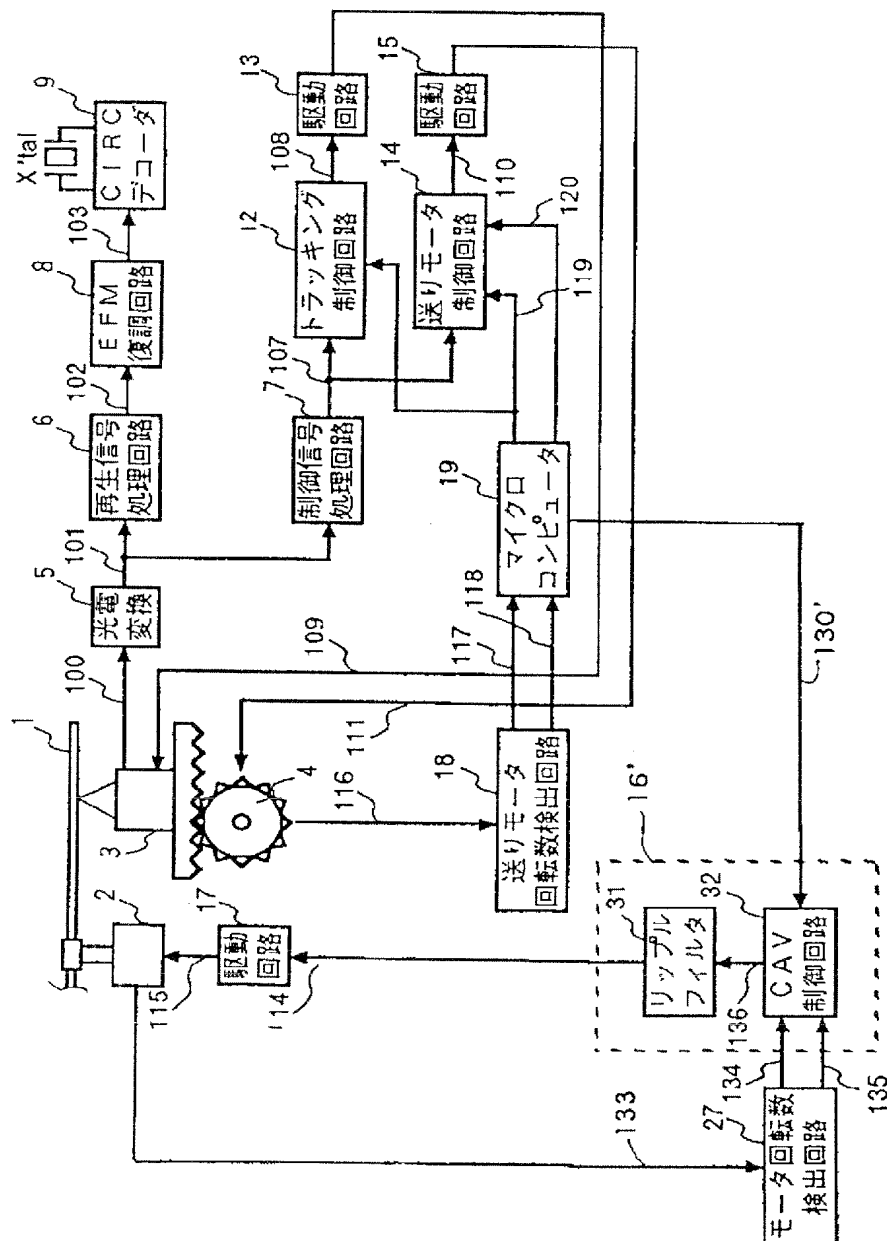 1
2
3
4
100
5
光電
変換
101
6
再生信号
処理回路
102
8
EFM
復調回路
103
X'tal
9
CIRC
デコーダ
7
制御信号
処理回路
107
12
トラッキング
制御回路
108
13
駆動
回路
14
送りモータ
制御回路
110
15
駆動
回路
109
111
116
18
送りモータ
回転数検出回路
117
118
19
マイクロ
コンピュータ
119
120
130'
17
駆動
回路
115
114
16'
31
リップル
フィルタ
32
CAV
制御回路
136
134
135
133
27
モータ回転数
検出回路